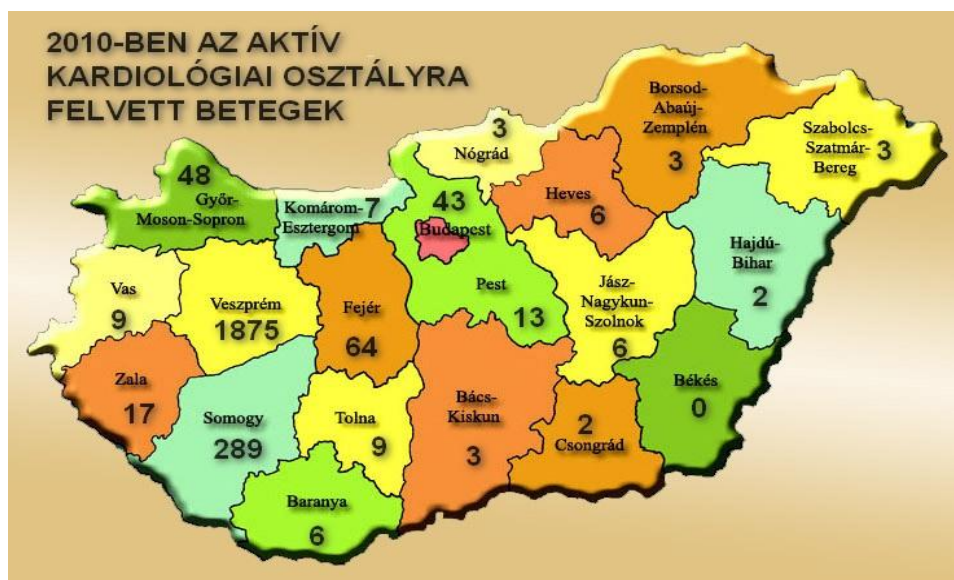 2010-BEN AZ AKTÍV
KARDIOLÓGIAI OSZTÁLYRA
FELVETT BETEGEK
Borsod-
Abaúj-
Zemplén
3
Szabolcs-
Szatmár-
Bereg
3
3
Nógrád
48
Győr-
Moson-Sopron
Komárom-
Esztergom
7
43
Budapest
Heves
6
Hajdú-
Bihar
2
Vas
9
Veszprém
1875
Fejér
64
Pest
13
Jász-
Nagykun-
Szolnok
6
Zala
17
Somogy
289
Tolna
9
Bács-
Kiskun
3
2
Csongrád
Békés
0
Baranya
6